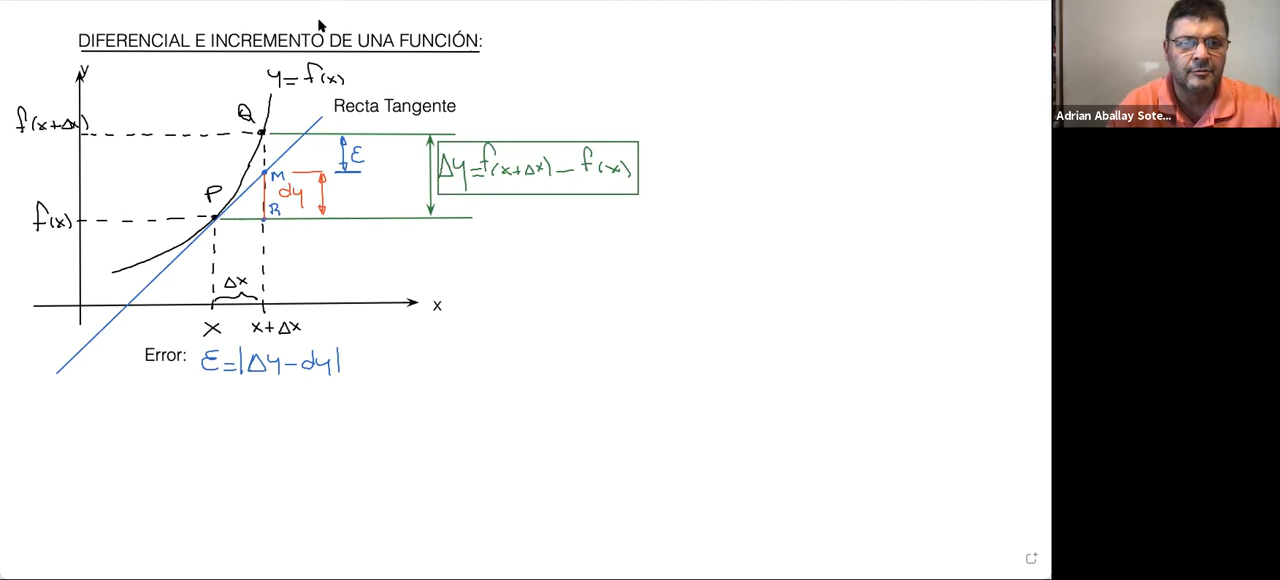 DIFERENCIAL E INCREMENTO DE UNA FUNCIÓN:
y
y=f(x)
Recta Tangente
f(x+Δx)
Q
ε
Δy=f(x+Δx)-f(x)
M
dy
P
R
f(x)
Δx
x
x
x+Δx
Error: ε=|Δy-dy|
Adrian Aballay Sote...